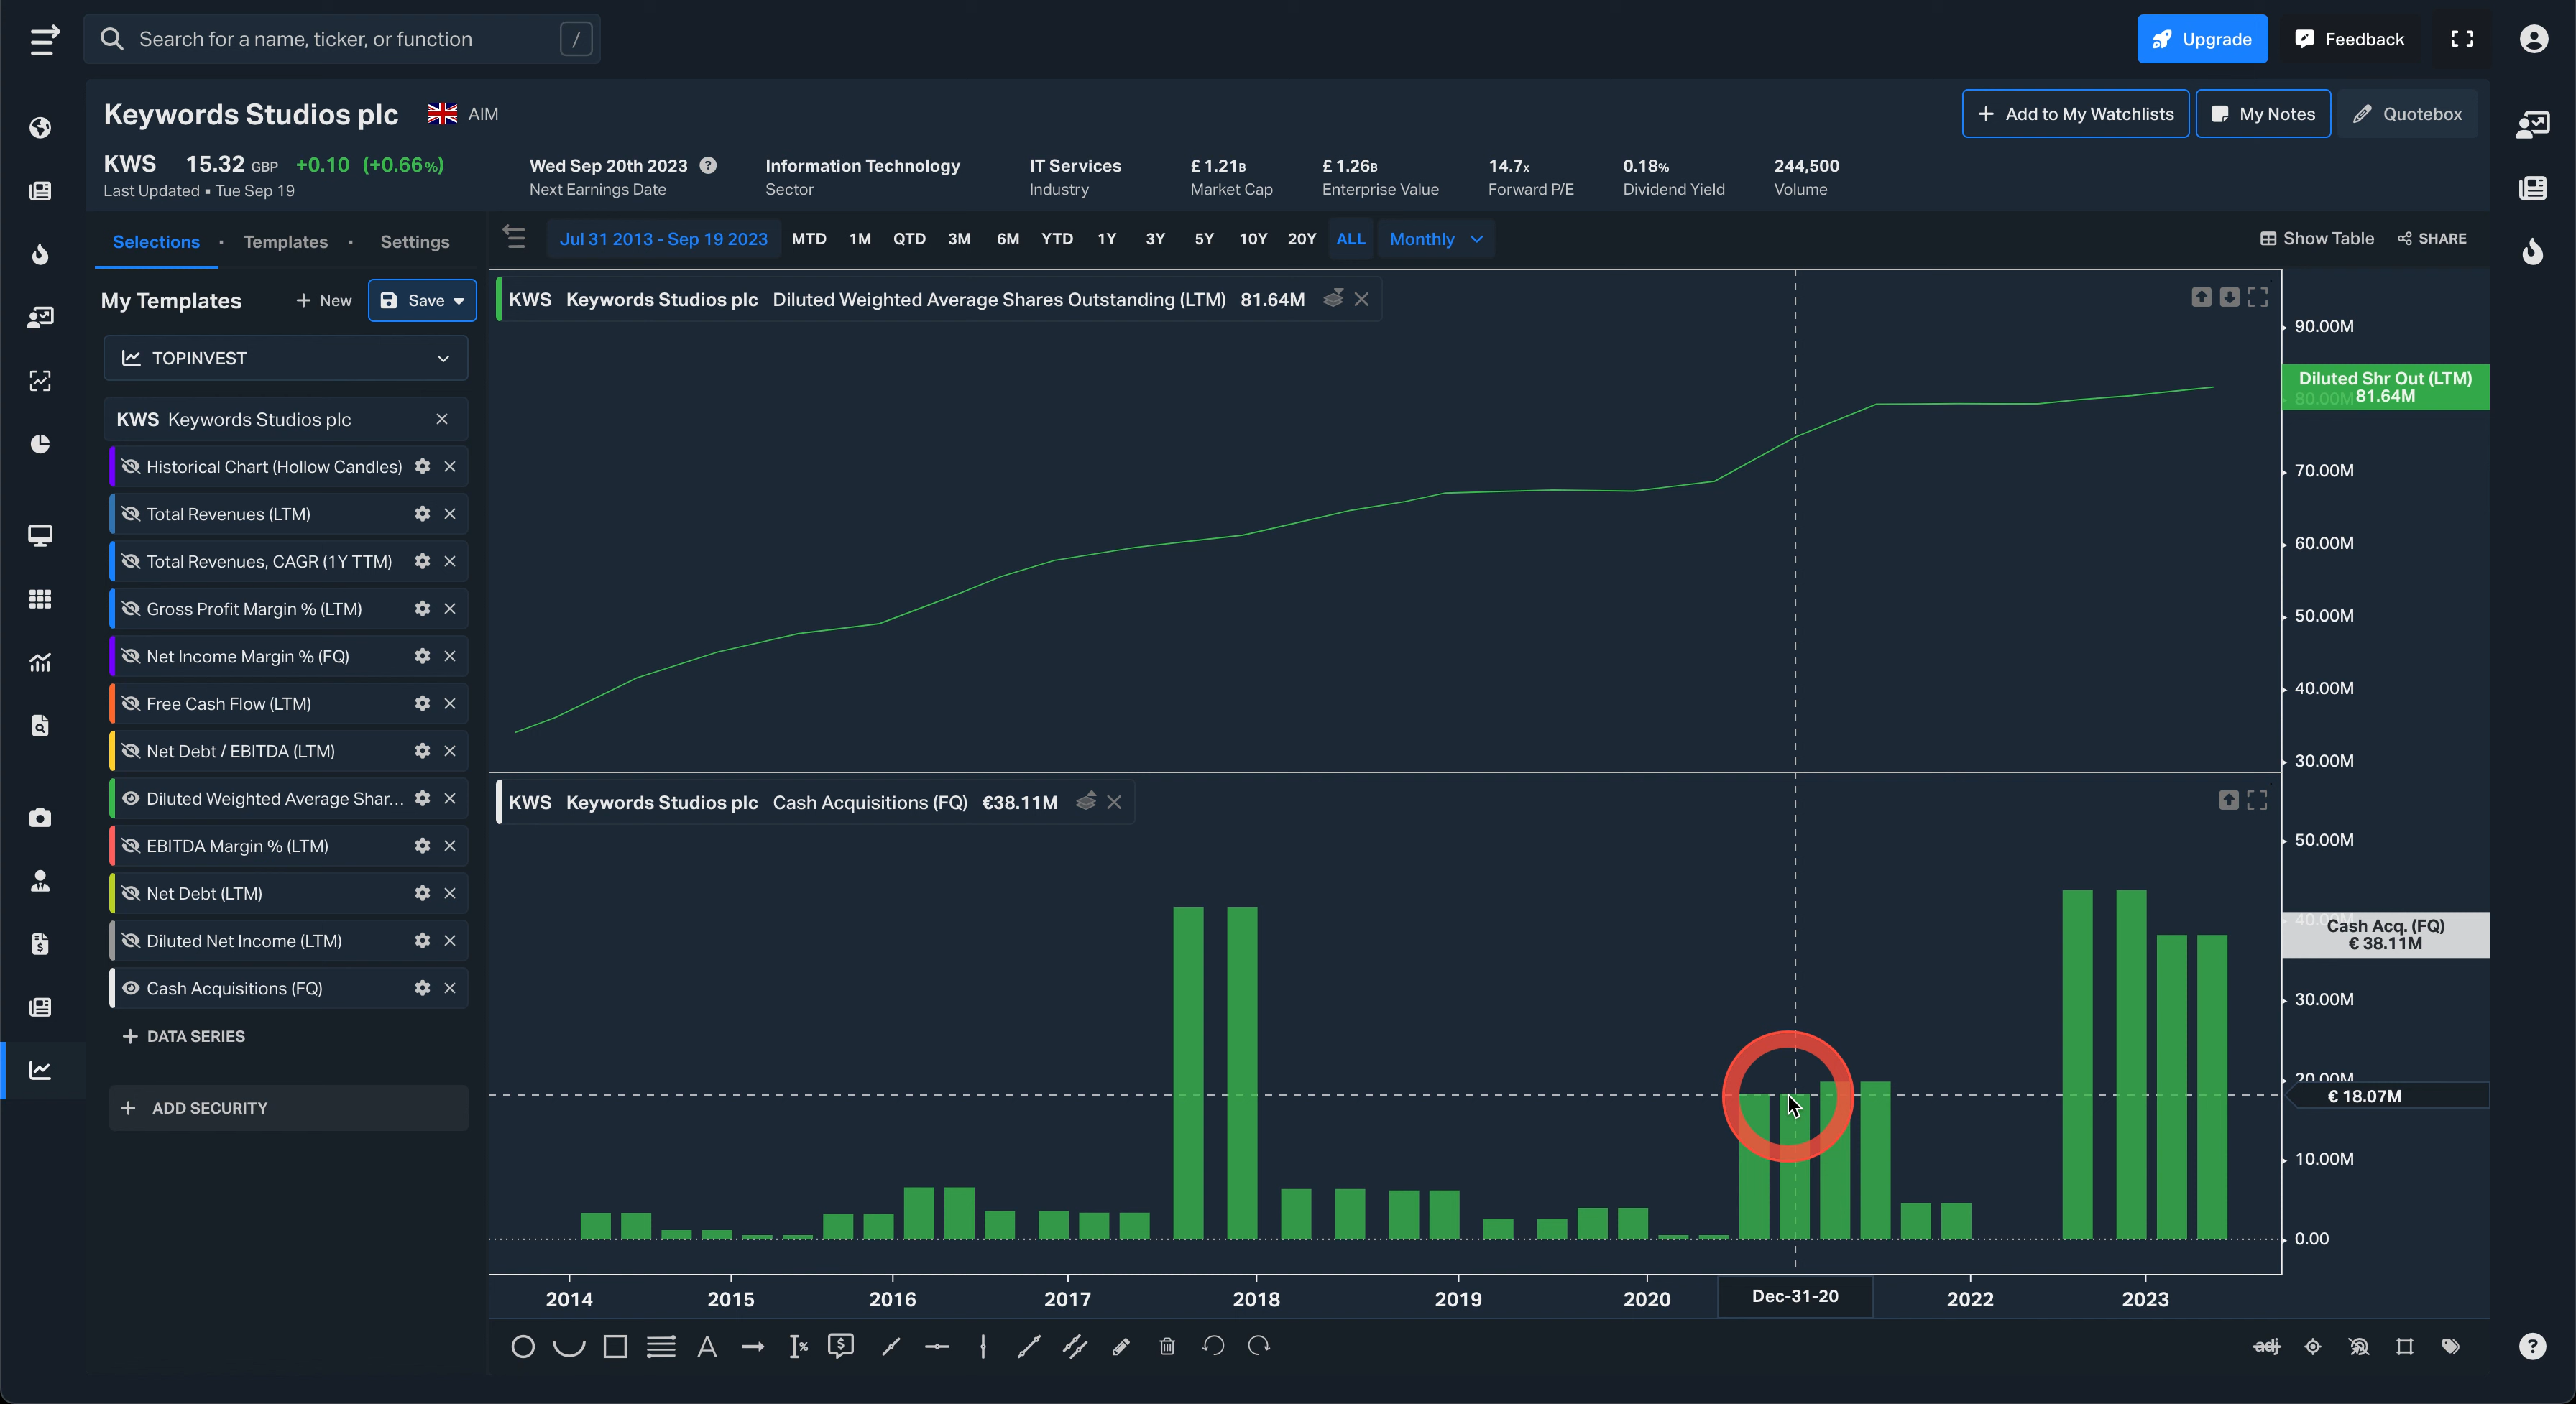 Search for a name, ticker, or function /
Upgrade
Feedback
Keywords Studios plc AIM
Add to My Watchlists
My Notes
Quotebox
KWS 15.32 GBP +0.10 (+0.66%)
Last Updated ▪ Tue Sep 19
Wed Sep 20th 2023 ?
Next Earnings Date
Information Technology
Sector
IT Services
Industry
£ 1.21B
Market Cap
£ 1.26B
Enterprise Value
14.7x
Forward P/E
0.18%
Dividend Yield
244,500
Volume
Selections · Templates · Settings
Jul 31 2013 - Sep 19 2023 MTD 1M QTD 3M 6M YTD 1Y 3Y 5Y 10Y 20Y ALL Monthly
Show Table SHARE
My Templates + New Save
TOPINVEST
KWS Keywords Studios plc
Historical Chart (Hollow Candles)
Total Revenues (LTM)
Total Revenues, CAGR (1Y TTM)
Gross Profit Margin % (LTM)
Net Income Margin % (FQ)
Free Cash Flow (LTM)
Net Debt / EBITDA (LTM)
Diluted Weighted Average Shar...
EBITDA Margin % (LTM)
Net Debt (LTM)
Diluted Net Income (LTM)
Cash Acquisitions (FQ)
+ DATA SERIES
+ ADD SECURITY
KWS Keywords Studios plc Diluted Weighted Average Shares Outstanding (LTM) 81.64M
90.00M
Diluted Shr Out (LTM)
80.00M 81.64M
70.00M
60.00M
50.00M
40.00M
30.00M
KWS Keywords Studios plc Cash Acquisitions (FQ) €38.11M
50.00M
40.00M
Cash Acq. (FQ)
€ 38.11M
30.00M
20.00M
€ 18.07M
10.00M
0.00
2014 2015 2016 2017 2018 2019 2020 Dec-31-20 2022 2023
A
%
$
adj
?